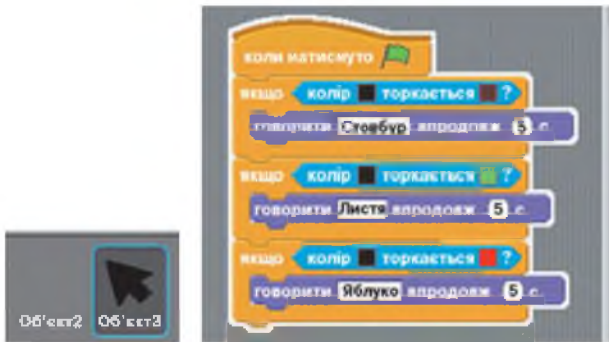 коли натиснуто
якщо колір торкається ?
говорити Стовбур впродовж 5 с
якщо колір торкається ?
говорити Листя впродовж 5 с
якщо колір торкається ?
говорити Яблуко впродовж 5 с
Об'єкт2 Об'єкт3